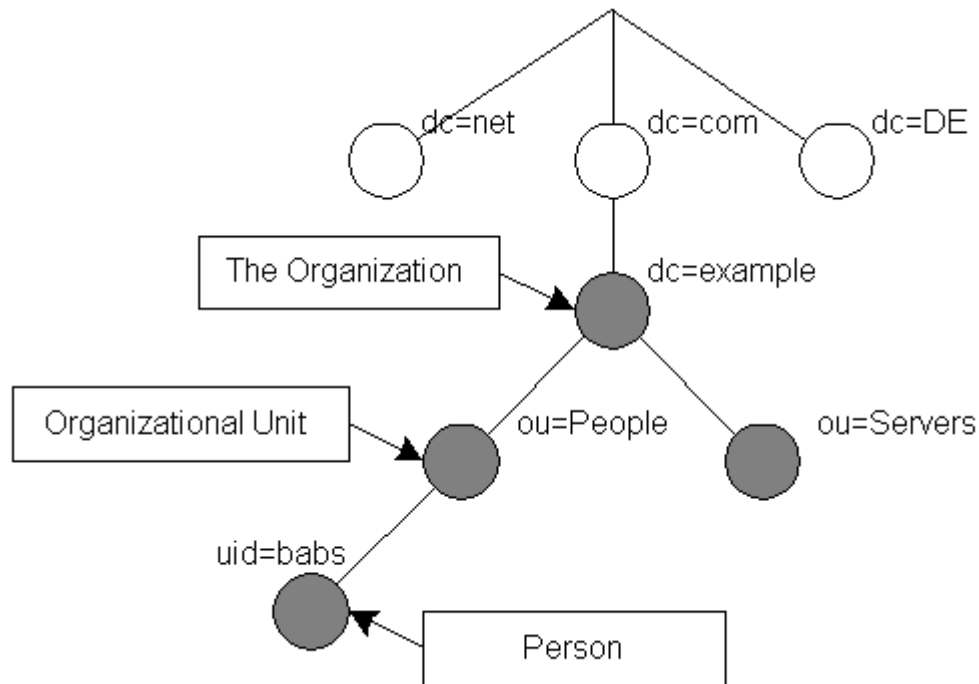 dc=net
dc=com
dc=DE
The Organization
dc=example
Organizational Unit
ou=People
ou=Servers
uid=babs
Person